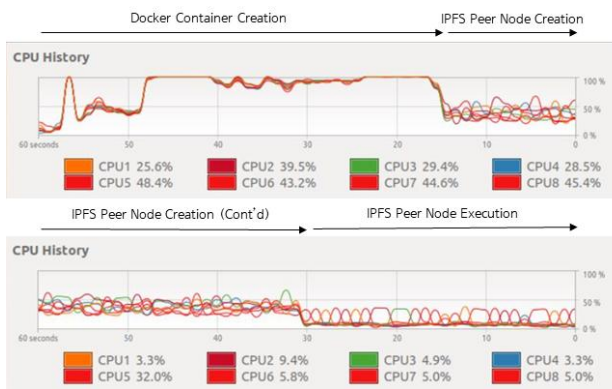 Docker Container Creation IPFS Peer Node Creation
CPU History
100 %
50 %
0 %
60 seconds 50 40 30 20 10 0
CPU1 25.6% CPU2 39.5% CPU3 29.4% CPU4 28.5%
CPU5 48.4% CPU6 43.2% CPU7 44.6% CPU8 45.4%
IPFS Peer Node Creation (Cont'd) IPFS Peer Node Execution
CPU History
100 %
50 %
0 %
60 seconds 50 40 30 20 10 0
CPU1 3.3% CPU2 9.4% CPU3 4.9% CPU4 3.3%
CPU5 32.0% CPU6 5.8% CPU7 5.0% CPU8 5.0%